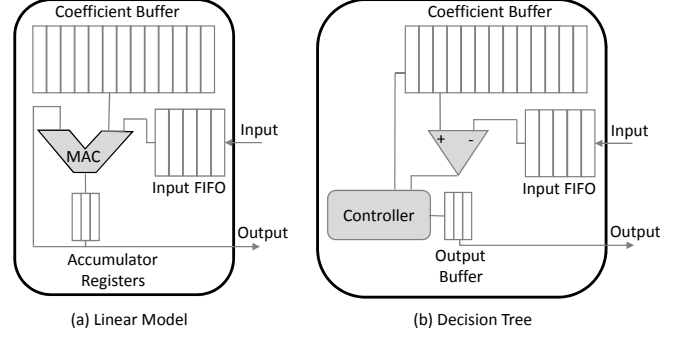 Coefficient Buffer
MAC
Input
Input FIFO
Output
Accumulator
Registers
(a) Linear Model
Coefficient Buffer
+ -
Input
Input FIFO
Controller
Output
Output
Buffer
(b) Decision Tree